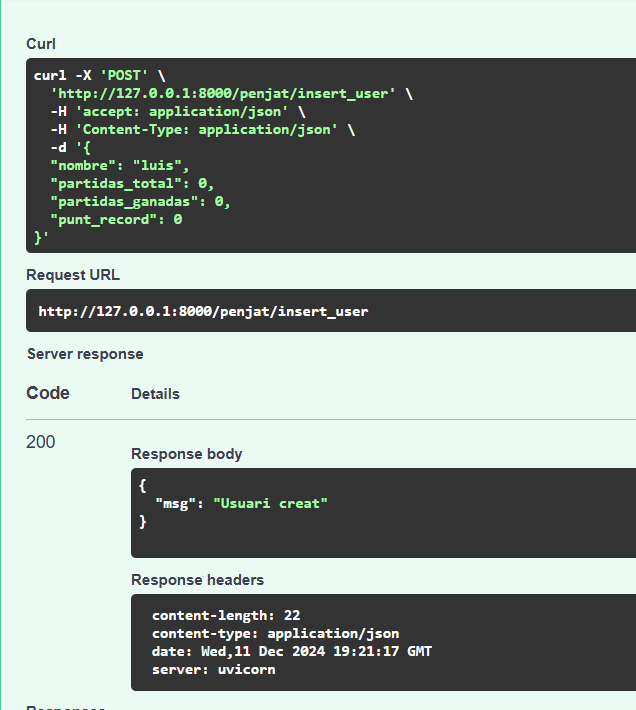 Curl
curl -X 'POST' \
'http://127.0.0.1:8000/penjat/insert_user' \
-H 'accept: application/json' \
-H 'Content-Type: application/json' \
-d '{
"nombre": "luis",
"partidas_total": 0,
"partidas_ganadas": 0,
"punt_record": 0
}'
Request URL
http://127.0.0.1:8000/penjat/insert_user
Server response
Code Details
200
Response body
{
"msg": "Usuari creat"
}
Response headers
content-length: 22
content-type: application/json
date: Wed,11 Dec 2024 19:21:17 GMT
server: uvicorn
Responses